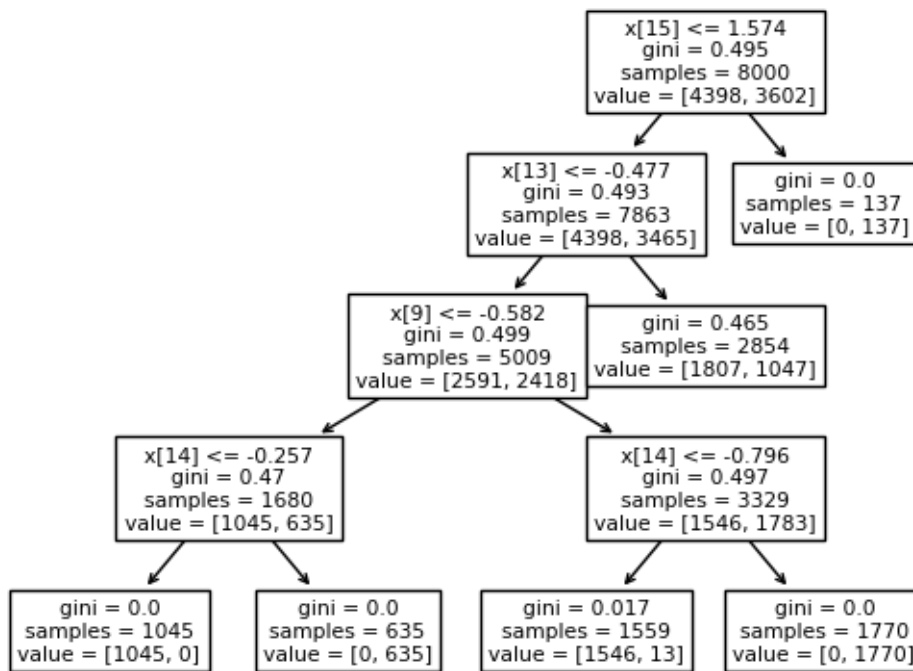 x[15] <= 1.574
gini = 0.495
samples = 8000
value = [4398, 3602]
x[13] <= -0.477
gini = 0.493
samples = 7863
value = [4398, 3465]
gini = 0.0
samples = 137
value = [0, 137]
x[9] <= -0.582
gini = 0.499
samples = 5009
value = [2591, 2418]
gini = 0.465
samples = 2854
value = [1807, 1047]
x[14] <= -0.257
gini = 0.47
samples = 1680
value = [1045, 635]
x[14] <= -0.796
gini = 0.497
samples = 3329
value = [1546, 1783]
gini = 0.0
samples = 1045
value = [1045, 0]
gini = 0.0
samples = 635
value = [0, 635]
gini = 0.017
samples = 1559
value = [1546, 13]
gini = 0.0
samples = 1770
value = [0, 1770]